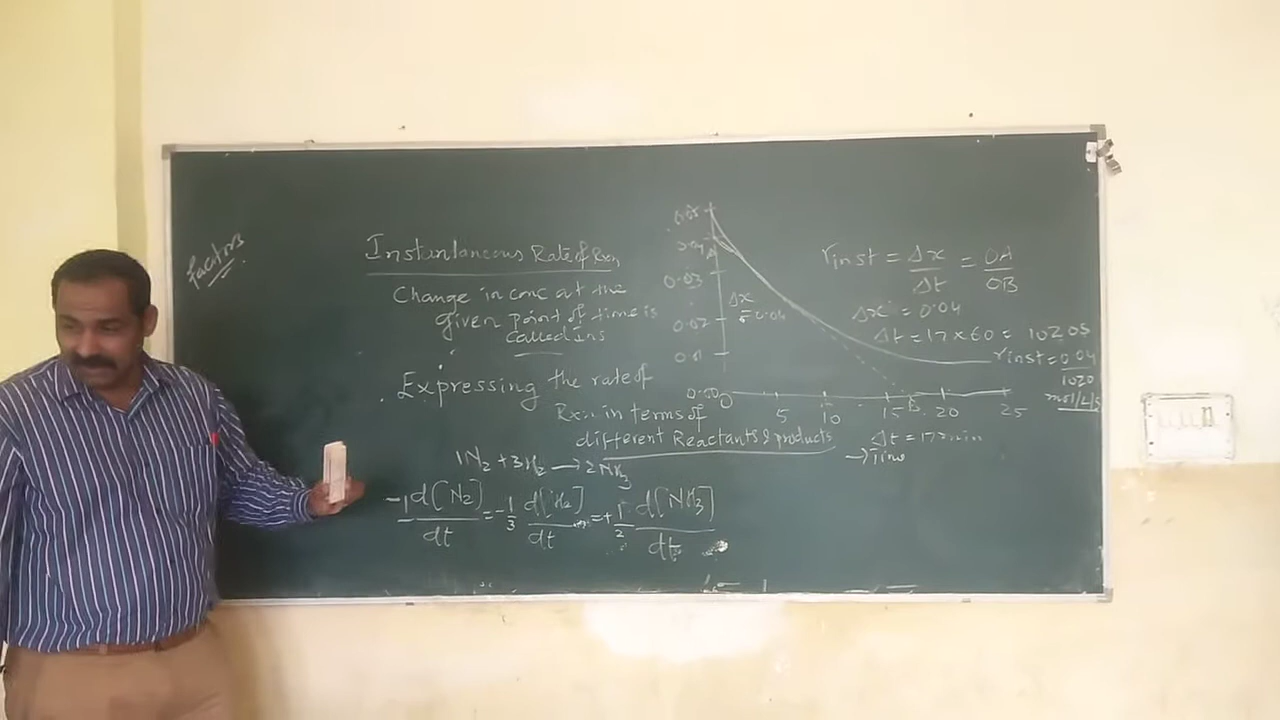 Factors
Instantaneous Rate of Rxn
Change in conc at the
given point of time is
called Ins
Expressing the rate of
Rxn in terms of
different Reactants & products
1N₂ + 3H₂ → 2NH₃
-1 d[N₂]/dt = -1/3 d[H₂]/dt = +1/2 d[NH₃]/dt
0.05
0.04
0.03
0.02
0.01
0.00
Δx
= 0.04
0 5 10 15 B 20 25
Δt = 17 min
→ Time
rinst = Δx/Δt = OA/OB
Δx = 0.04
Δt = 17 x 60 = 1020s
rinst = 0.04/1020
mol/L/s